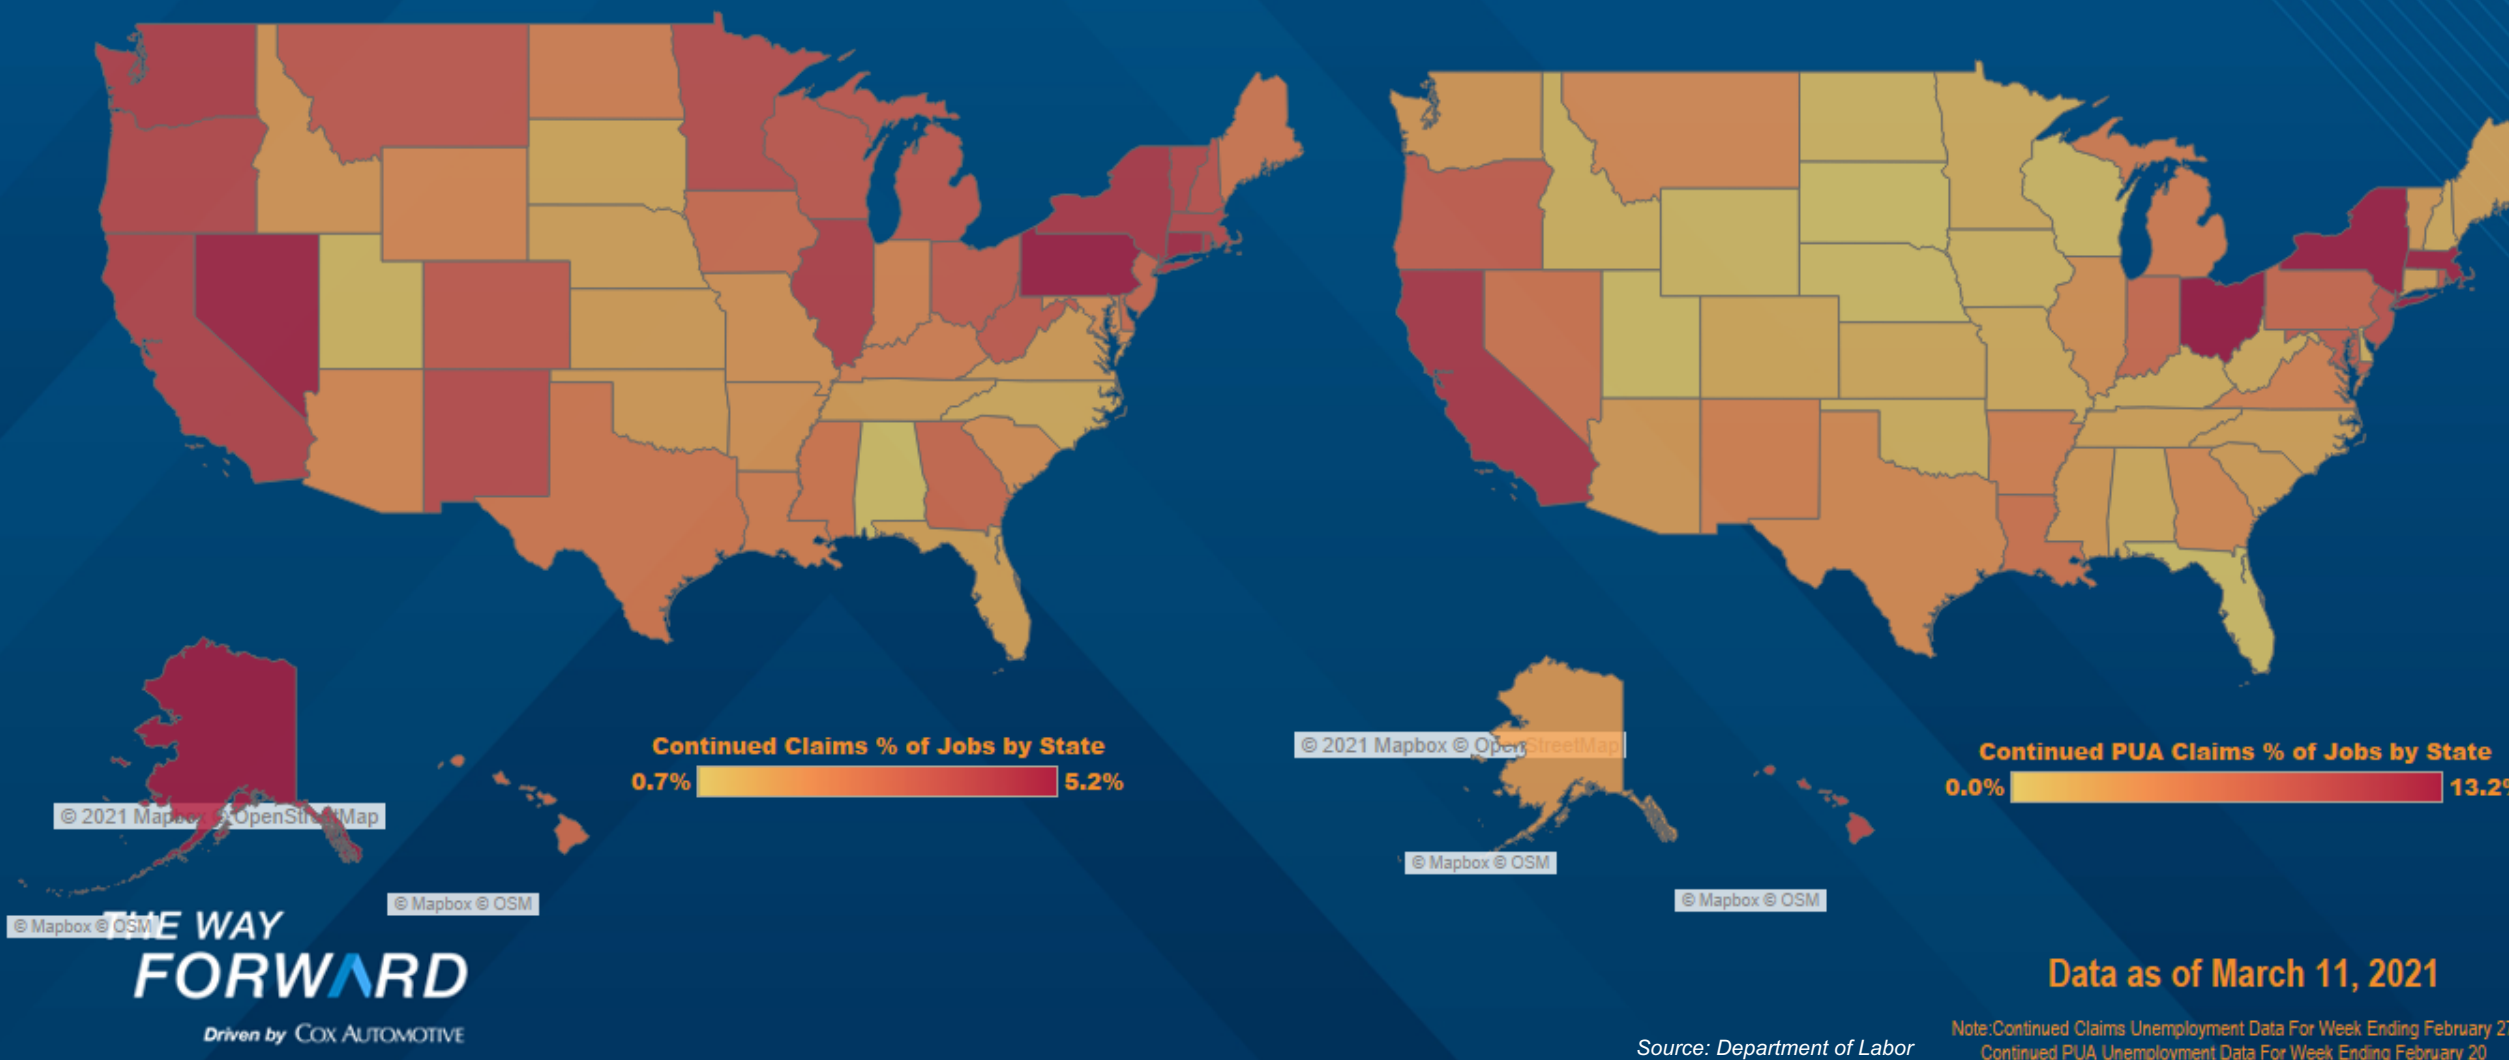 Continued Claims % of Jobs by State
0.7% 5.2%
© 2021 Mapbox © OpenStreetMap
© Mapbox © OSM
© Mapbox © OSM
THE WAY
FORWARD
Driven by COX AUTOMOTIVE
© 2021 Mapbox © OpenStreetMap
Continued PUA Claims % of Jobs by State
0.0% 13.2%
© Mapbox © OSM
© Mapbox © OSM
Data as of March 11, 2021
Note:Continued Claims Unemployment Data For Week Ending February 27
Continued PUA Unemployment Data For Week Ending February 20
Source: Department of Labor